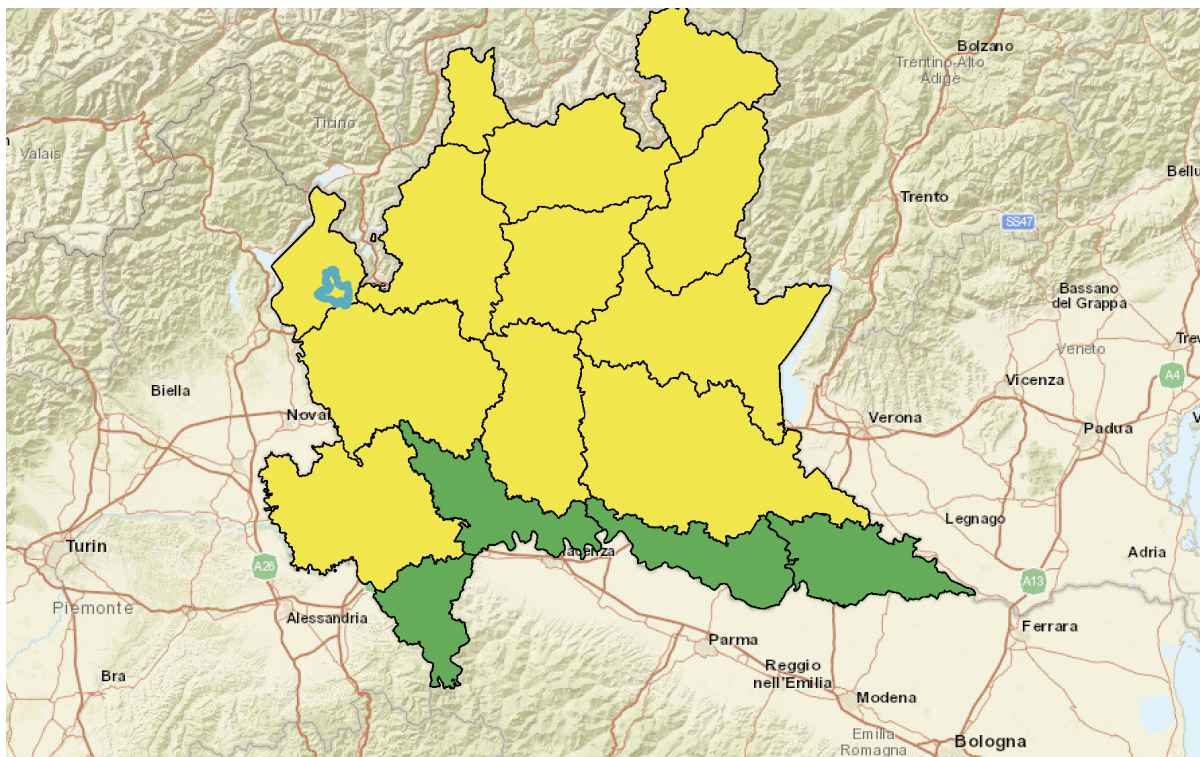 Bolzano
Trentino-Alto
Adige
Ticino
Valais
Bellu
Trento
SS47
Bassano
del Grappa
Trev
Veneto
A4
Biella
Vicenza
Noval
Verona
Padua
V
Legnago
Turin
Adria
A26
A13
Piemonte
Alessandria
Ferrara
Parma
Bra
Reggio
nell'Emilia
Modena
Emilia
Romagna
Bologna